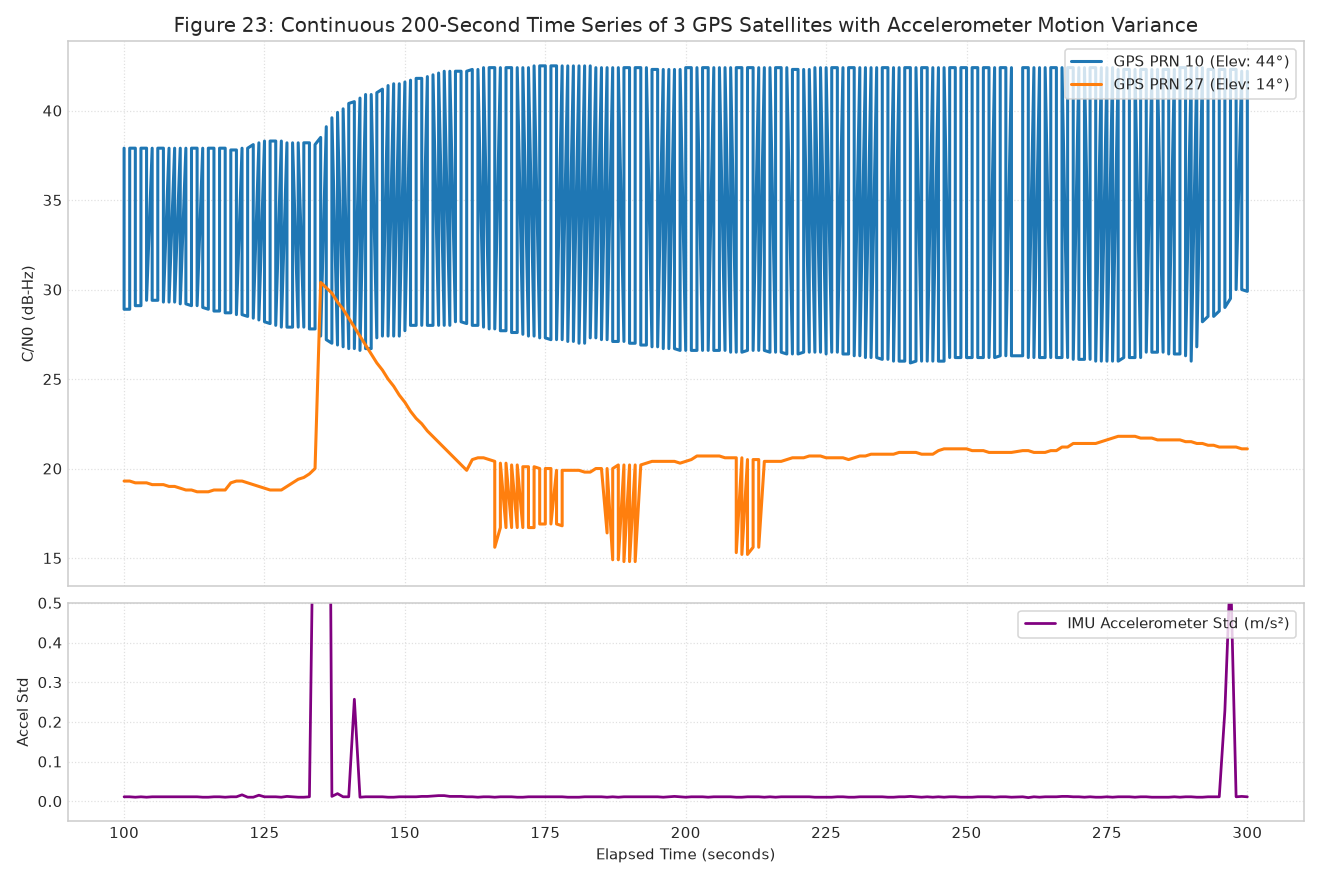 Figure 23: Continuous 200-Second Time Series of 3 GPS Satellites with Accelerometer Motion Variance
GPS PRN 10 (Elev: 44°)
GPS PRN 27 (Elev: 14°)
C/N0 (dB-Hz)
40
35
30
25
20
15
IMU Accelerometer Std (m/s²)
Accel Std
0.5
0.4
0.3
0.2
0.1
0.0
100 125 150 175 200 225 250 275 300
Elapsed Time (seconds)